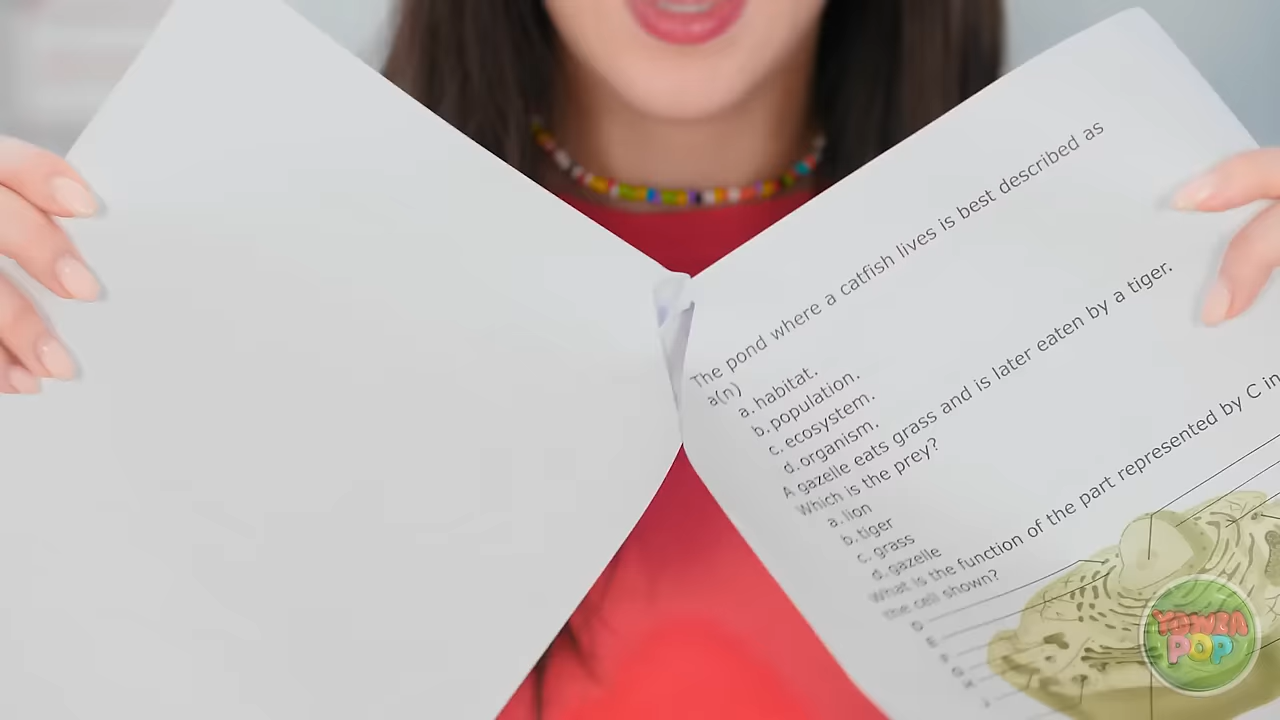 The pond where a catfish lives is best described as
a(n)
a. habitat.
b. population.
c. ecosystem.
d. organism.
A gazelle eats grass and is later eaten by a tiger.
Which is the prey?
a. lion
b. tiger
c. grass
d. gazelle
What is the function of the part represented by C in
the cell shown?
YOWZA
POP